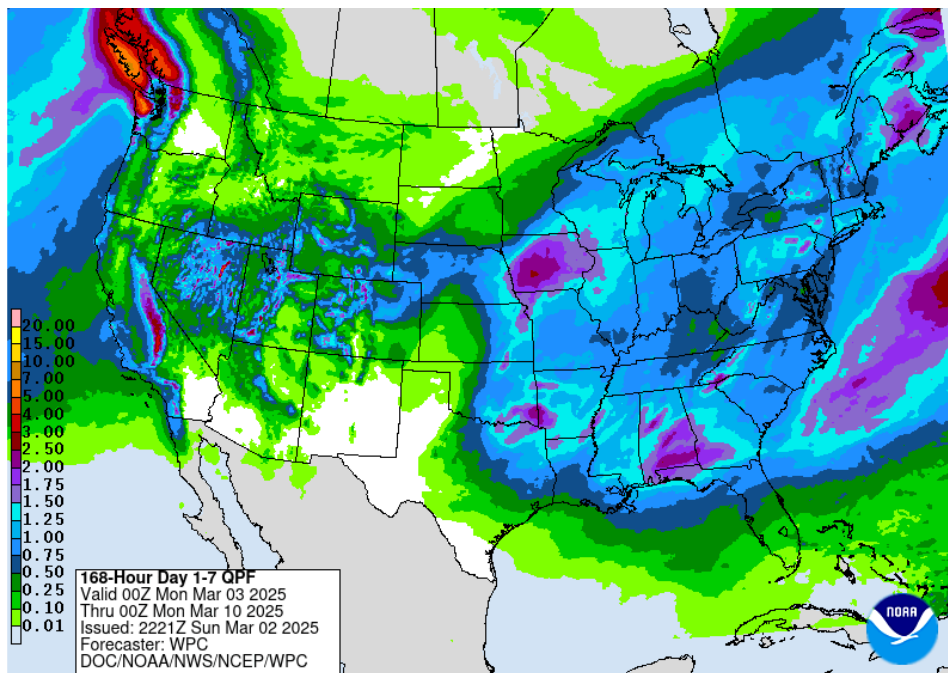 20.00
15.00
10.00
7.00
5.00
4.00
3.00
2.50
2.00
1.75
1.50
1.25
1.00
0.75
0.50
0.25
0.10
0.01
168-Hour Day 1-7 QPF
Valid 00Z Mon Mar 03 2025
Thru 00Z Mon Mar 10 2025
Issued: 2221Z Sun Mar 02 2025
Forecaster: WPC
DOC/NOAA/NWS/NCEP/WPC
NOAA